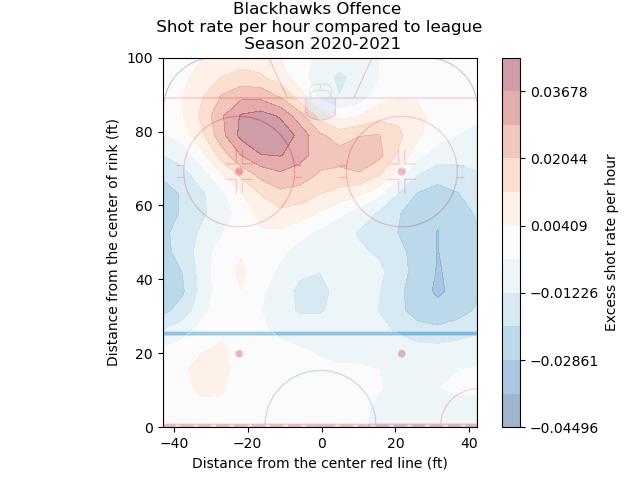 Blackhawks Offence
Shot rate per hour compared to league
Season 2020-2021
100
80
60
40
20
0
−40
−20
0
20
40
Distance from the center of rink (ft)
Distance from the center red line (ft)
0.03678
0.02044
0.00409
−0.01226
−0.02861
−0.04496
Excess shot rate per hour